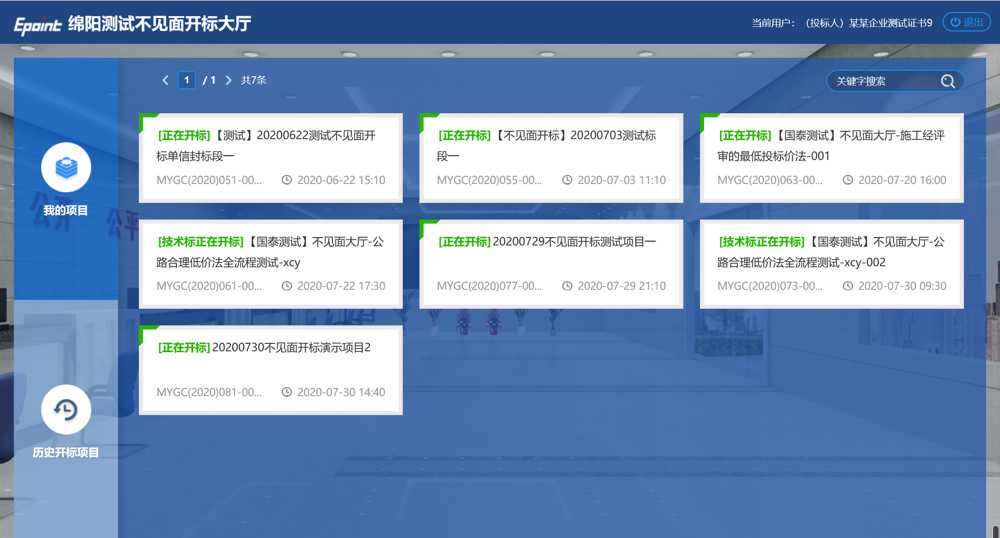 Epoint 绵阳测试不见面开标大厅
当前用户：（投标人）某某企业测试证书9
退出
1 / 1 共7条
关键字搜索
我的项目
历史开标项目
[正在开标]【测试】20200622测试不见面开
标单信封标段一
MYGC(2020)051-00... 2020-06-22 15:10
[正在开标]【不见面开标】20200703测试标
段一
MYGC(2020)055-00... 2020-07-03 11:10
[正在开标]【国泰测试】不见面大厅-施工经评
审的最低投标价法-001
MYGC(2020)063-00... 2020-07-20 16:00
[技术标正在开标]【国泰测试】不见面大厅-公
路合理低价法全流程测试-xcy
MYGC(2020)061-00... 2020-07-22 17:30
[正在开标]20200729不见面开标测试项目一
MYGC(2020)077-00... 2020-07-29 21:10
[技术标正在开标]【国泰测试】不见面大厅-公
路合理低价法全流程测试-xcy-002
MYGC(2020)073-00... 2020-07-30 09:30
[正在开标]20200730不见面开标演示项目2
MYGC(2020)081-00... 2020-07-30 14:40
公开 公平